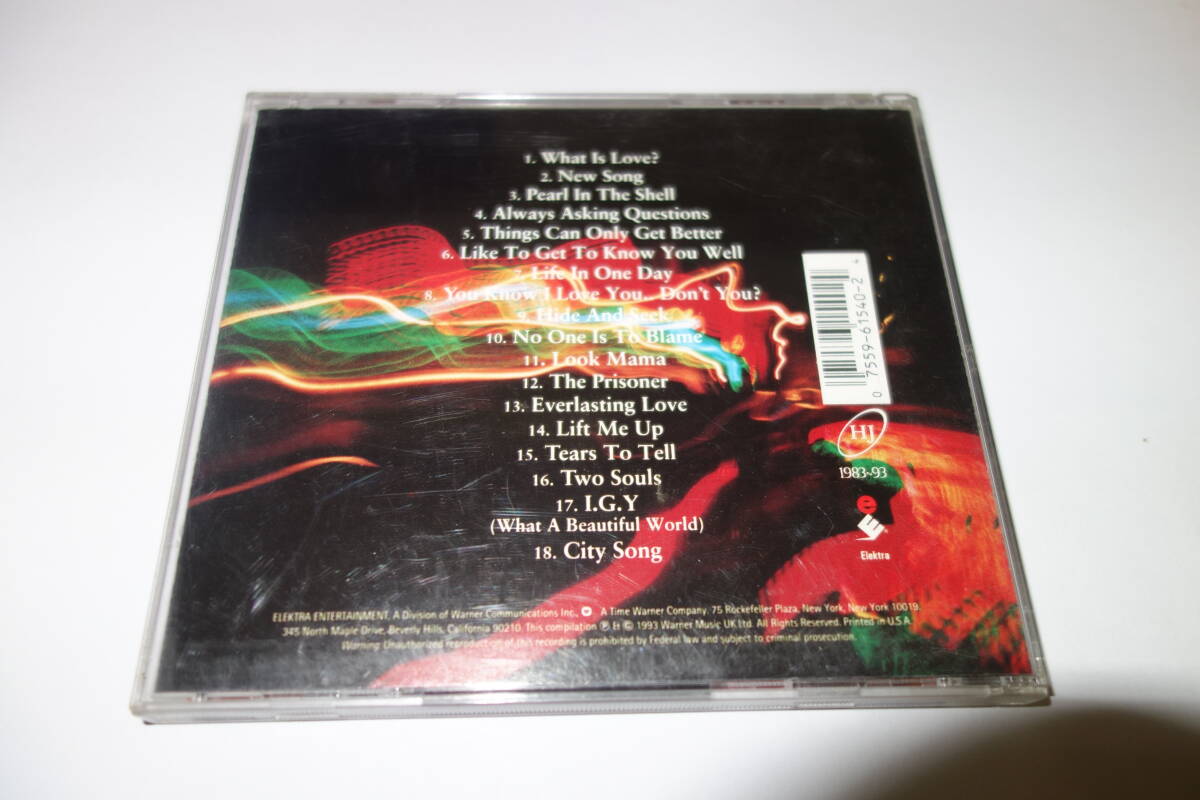 1. What Is Love?
2. New Song
3. Pearl In The Shell
4. Always Asking Questions
5. Things Can Only Get Better
6. Like To Get To Know You Well
7. Life In One Day
8. You Know I Love You.. Don't You?
9. Hide And Seek
10. No One Is To Blame
11. Look Mama
12. The Prisoner
13. Everlasting Love
14. Lift Me Up
15. Tears To Tell
16. Two Souls
17. I.G.Y
(What A Beautiful World)
18. City Song
0 7559-61540-2 4
HJ
1983~93
e
Elektra
ELEKTRA ENTERTAINMENT, A Division of Warner Communications Inc., A Time Warner Company. 75 Rockefeller Plaza, New York, New York 10019.
345 North Maple Drive, Beverly Hills, California 90210. This compilation ℗ & © 1993 Warner Music UK Ltd. All Rights Reserved. Printed in U.S.A.
Warning: Unauthorized reproduction of this recording is prohibited by Federal law and subject to criminal prosecution.